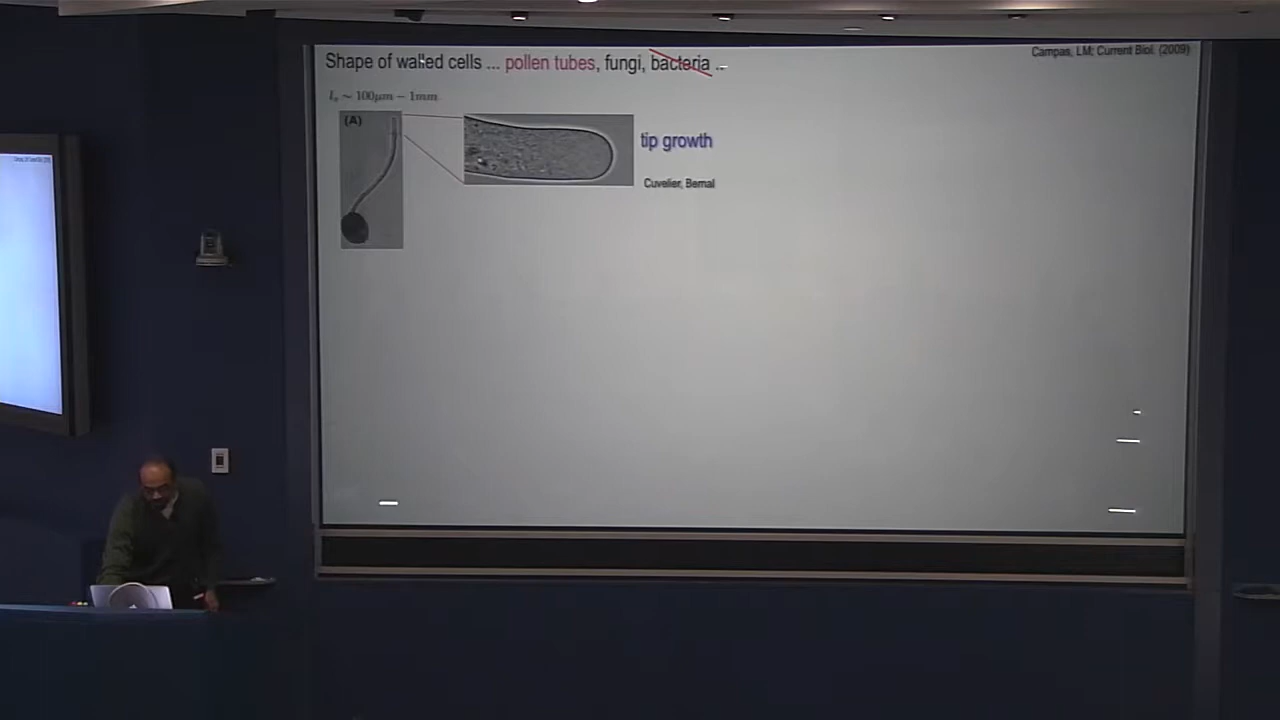 Shape of walled cells ... pollen tubes, fungi, bacteria ...
Campas, LM; Current Biol. (2009)
~ 100μm − 1mm
(A)
tip growth
Cuvelier, Bernal